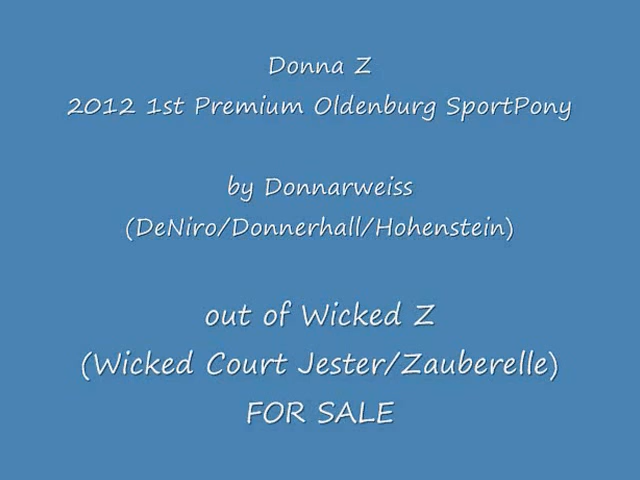 Donna Z
2012 1st Premium Oldenburg SportPony
by Donnarweiss
(DeNiro/Donnerhall/Hohenstein)
out of Wicked Z
(Wicked Court Jester/Zauberelle)
FOR SALE